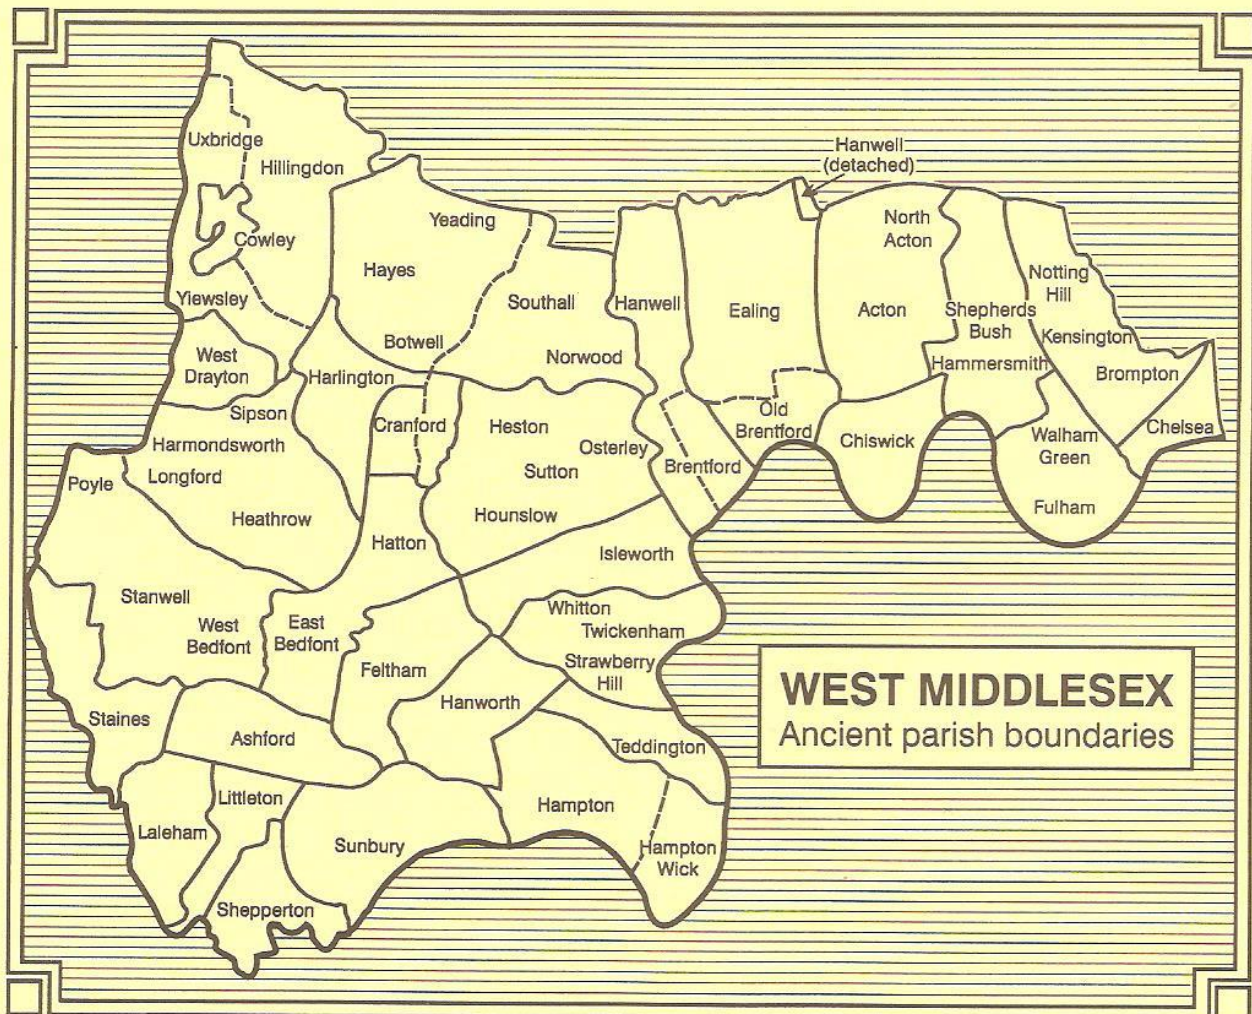 Hanwell
(detached)
Uxbridge
Hillingdon
Yeading
North
Acton
Cowley
Hayes
Notting
Hill
Yiewsley
Southall
Hanwell
Ealing
Acton
Shepherds
Bush
Kensington
Botwell
Norwood
West
Drayton
Harlington
Hammersmith
Brompton
Sipson
Cranford
Heston
Old
Brentford
Chelsea
Harmondsworth
Osterley
Chiswick
Walham
Green
Longford
Sutton
Brentford
Poyle
Heathrow
Hounslow
Fulham
Hatton
Isleworth
Stanwell
Whitton
West
Bedfont
East
Bedfont
Twickenham
Feltham
Strawberry
Hill
WEST MIDDLESEX
Ancient parish boundaries
Staines
Hanworth
Ashford
Teddington
Littleton
Hampton
Laleham
Sunbury
Hampton
Wick
Shepperton